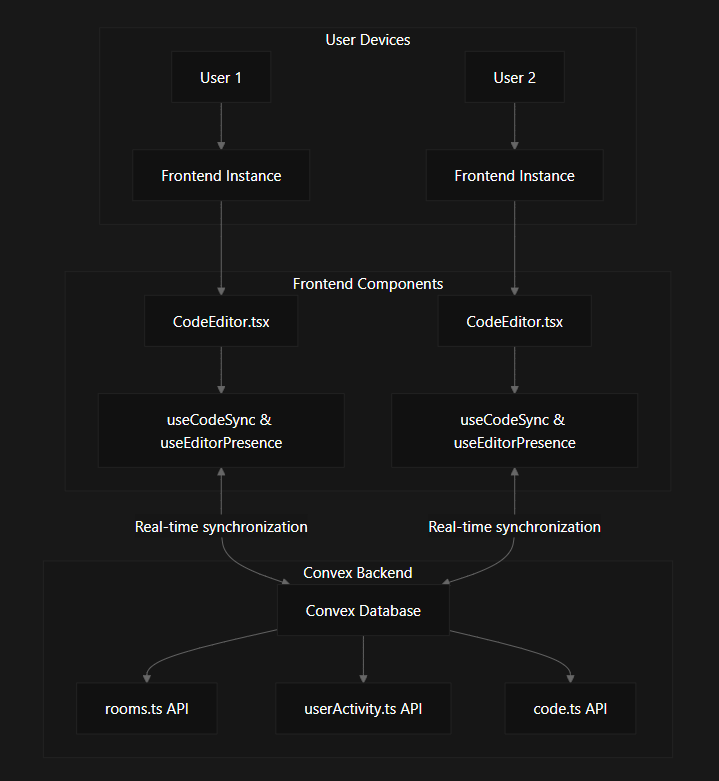 User Devices
User 1
User 2
Frontend Instance
Frontend Instance
Frontend Components
CodeEditor.tsx
CodeEditor.tsx
useCodeSync &
useEditorPresence
useCodeSync &
useEditorPresence
Real-time synchronization
Real-time synchronization
Convex Backend
Convex Database
rooms.ts API
userActivity.ts API
code.ts API